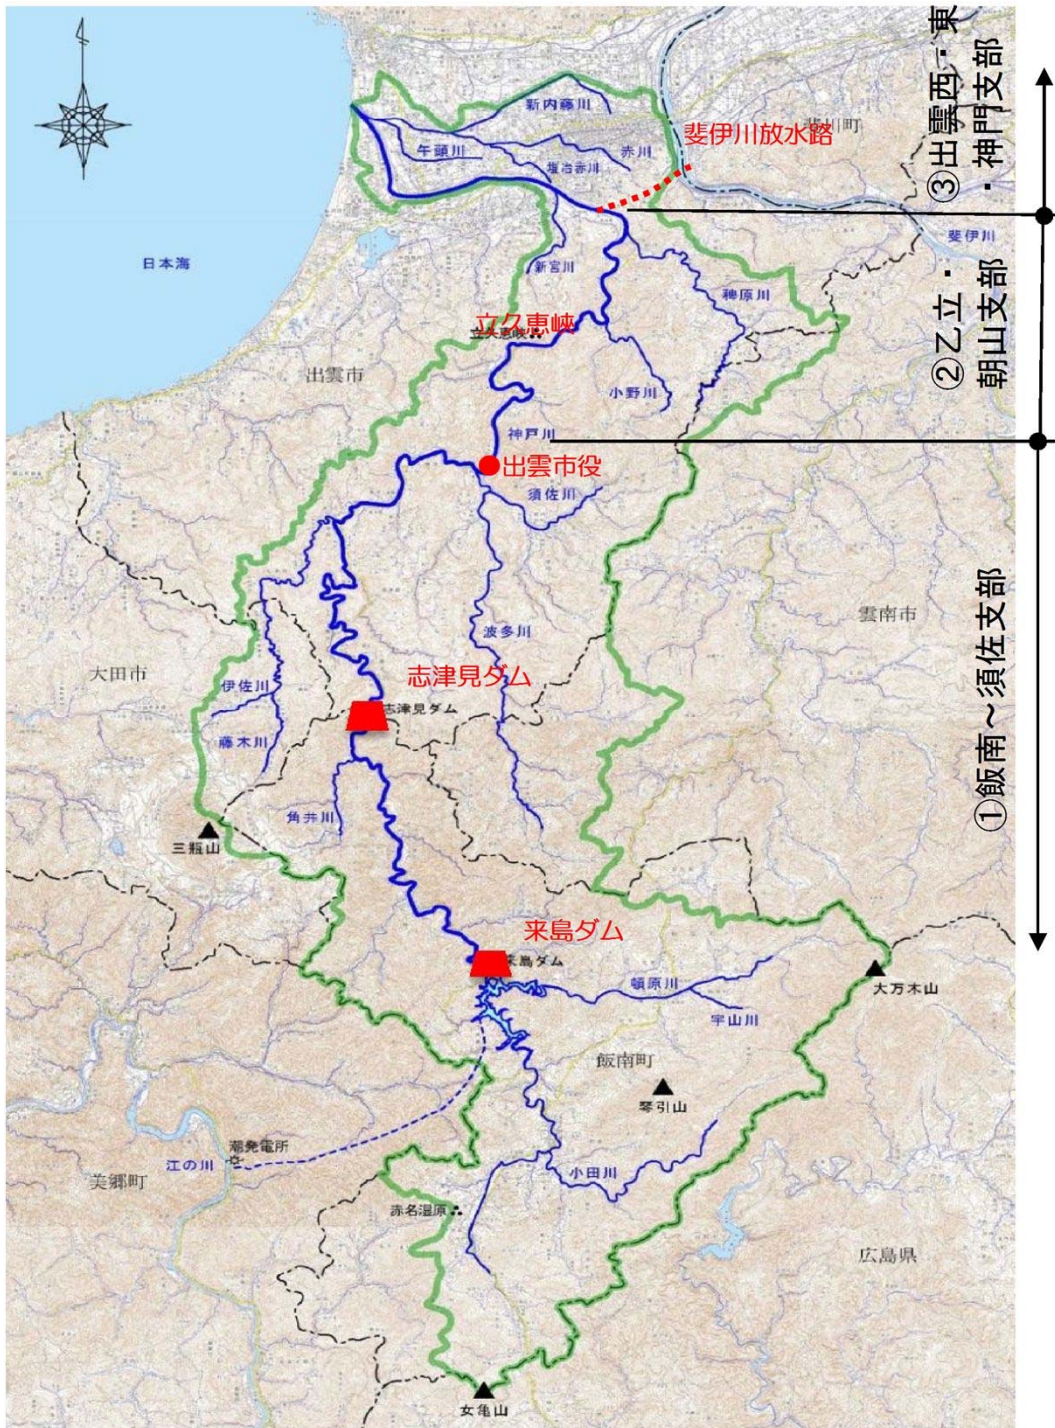 新内藤川
午頭川
塩冶赤川
赤川
斐伊川放水路
斐川町
斐伊川
日本海
新宮川
稗原川
立久恵峡
立久恵峡
出雲市
小野川
神戸川
出雲市役
須佐川
波多川
雲南市
大田市
伊佐川
志津見ダム
志津見ダム
藤木川
角井川
三瓶山
来島ダム
来島ダム
頓原川
宇山川
大万木山
飯南町
琴引山
潮発電所
江の川
小田川
美郷町
赤名湿原
広島県
女亀山
③出雲西・東
・神門支部
②乙立・
朝山支部
①飯南～須佐支部